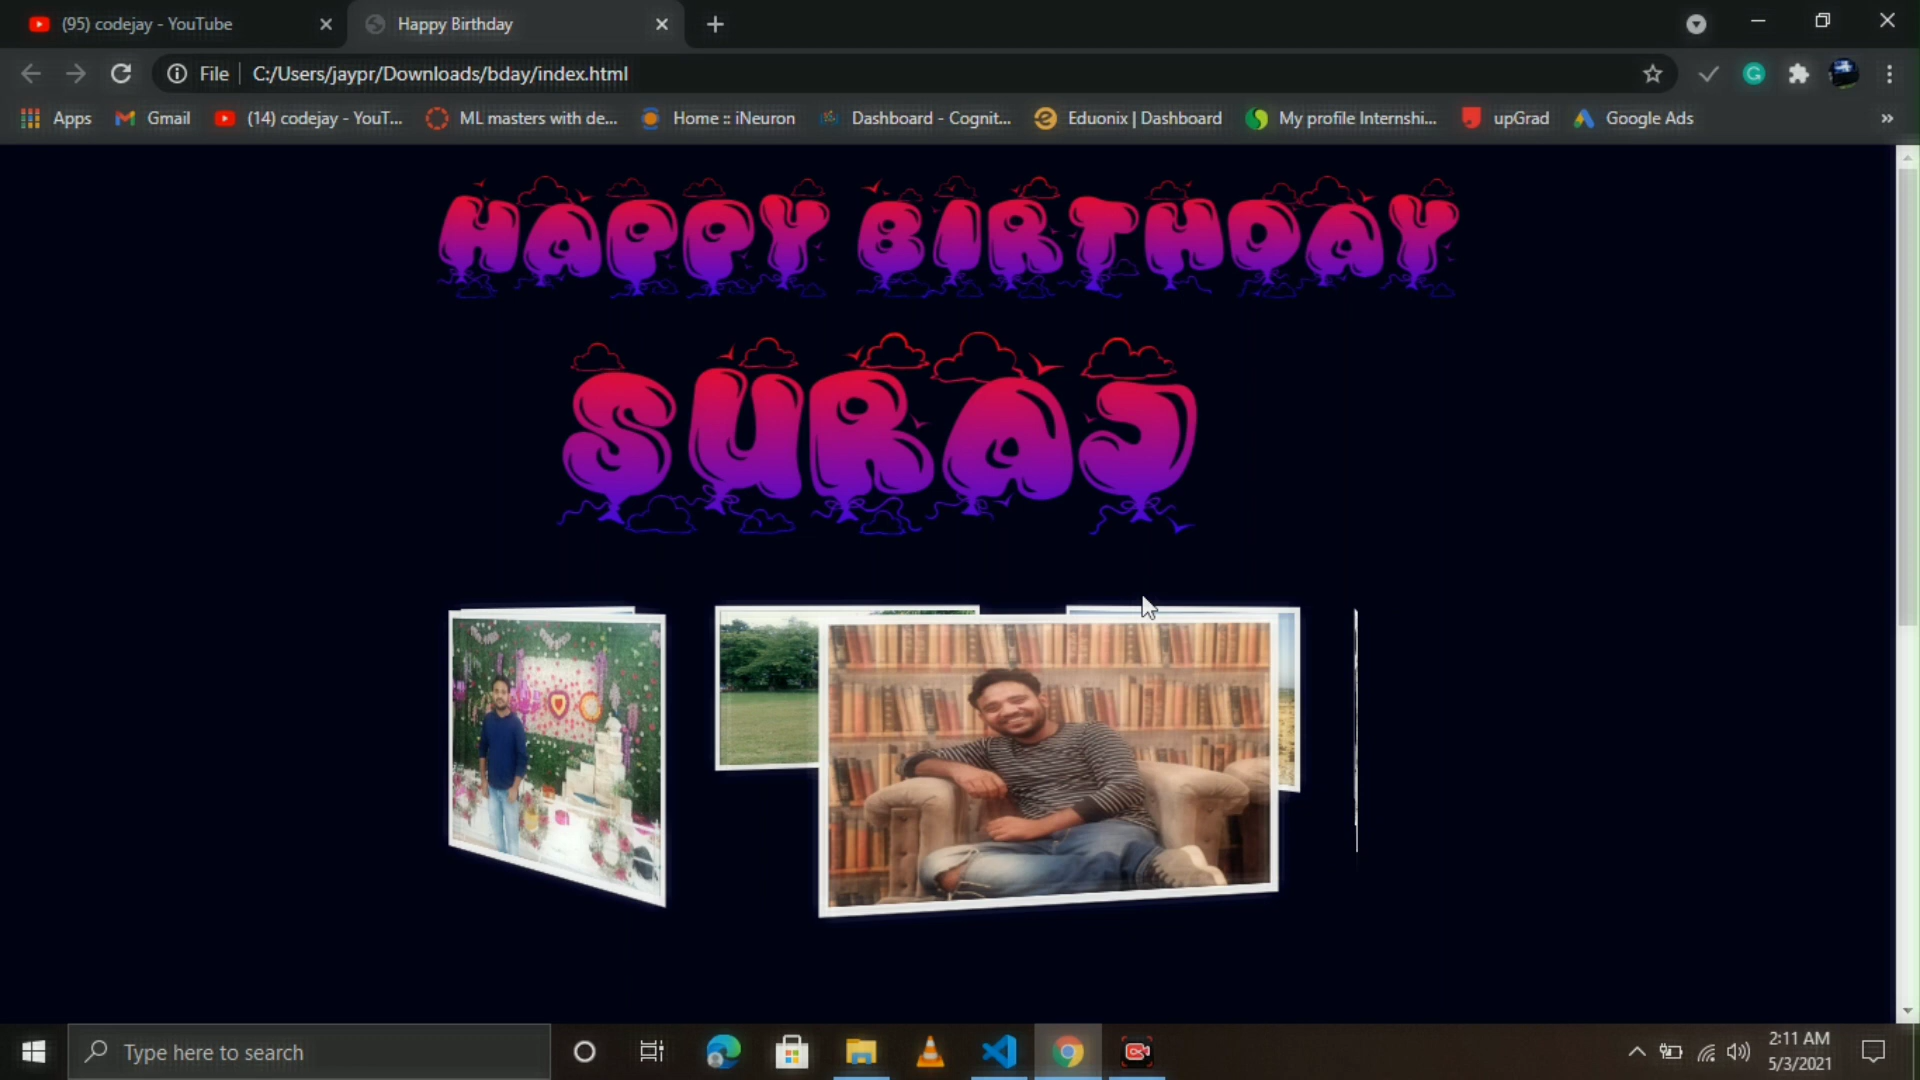 (95) codejay - YouTube
Happy Birthday
File
C:/Users/jaypr/Downloads/bday/index.html
Apps
Gmail
(14) codejay - YouT...
ML masters with de...
Home :: iNeuron
Dashboard - Cognit...
Eduonix | Dashboard
My profile Internshi...
upGrad
Google Ads
»
HAPPY BIRTHDAY
SURAJ
Type here to search
2:11 AM
5/3/2021